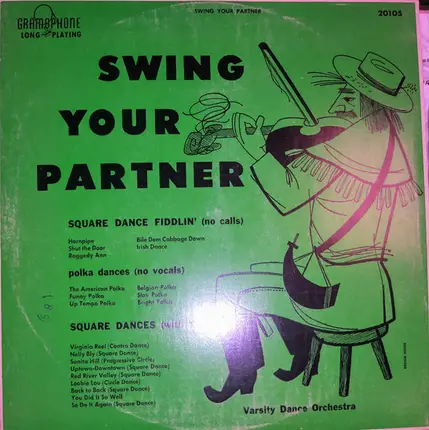 GRAMOPHONE
LONG PLAYING
SWING YOUR PARTNER
20105
SWING
YOUR
PARTNER
SQUARE DANCE FIDDLIN' (no calls)
Hornpipe
Shut the Door
Raggedy Ann
Bile Dem Cabbage Down
Irish Dance
polka dances (no vocals)
The American Polka
Funny Polka
Up Tempo Polka
Belgian Polka
Slov Polka
Bright Polka
SQUARE DANCES
Virginia Reel (Contra Dance)
Nelly Bly (Square Dance)
Sonita Hill (Progressive Circle)
Uptown-Downtown (Square Dance)
Red River Valley (Square Dance)
Loobie Lou (Circle Dance)
Back to Back (Square Dance)
You Did It So Well
So Do It Again (Square Dance)
Varsity Dance Orchestra